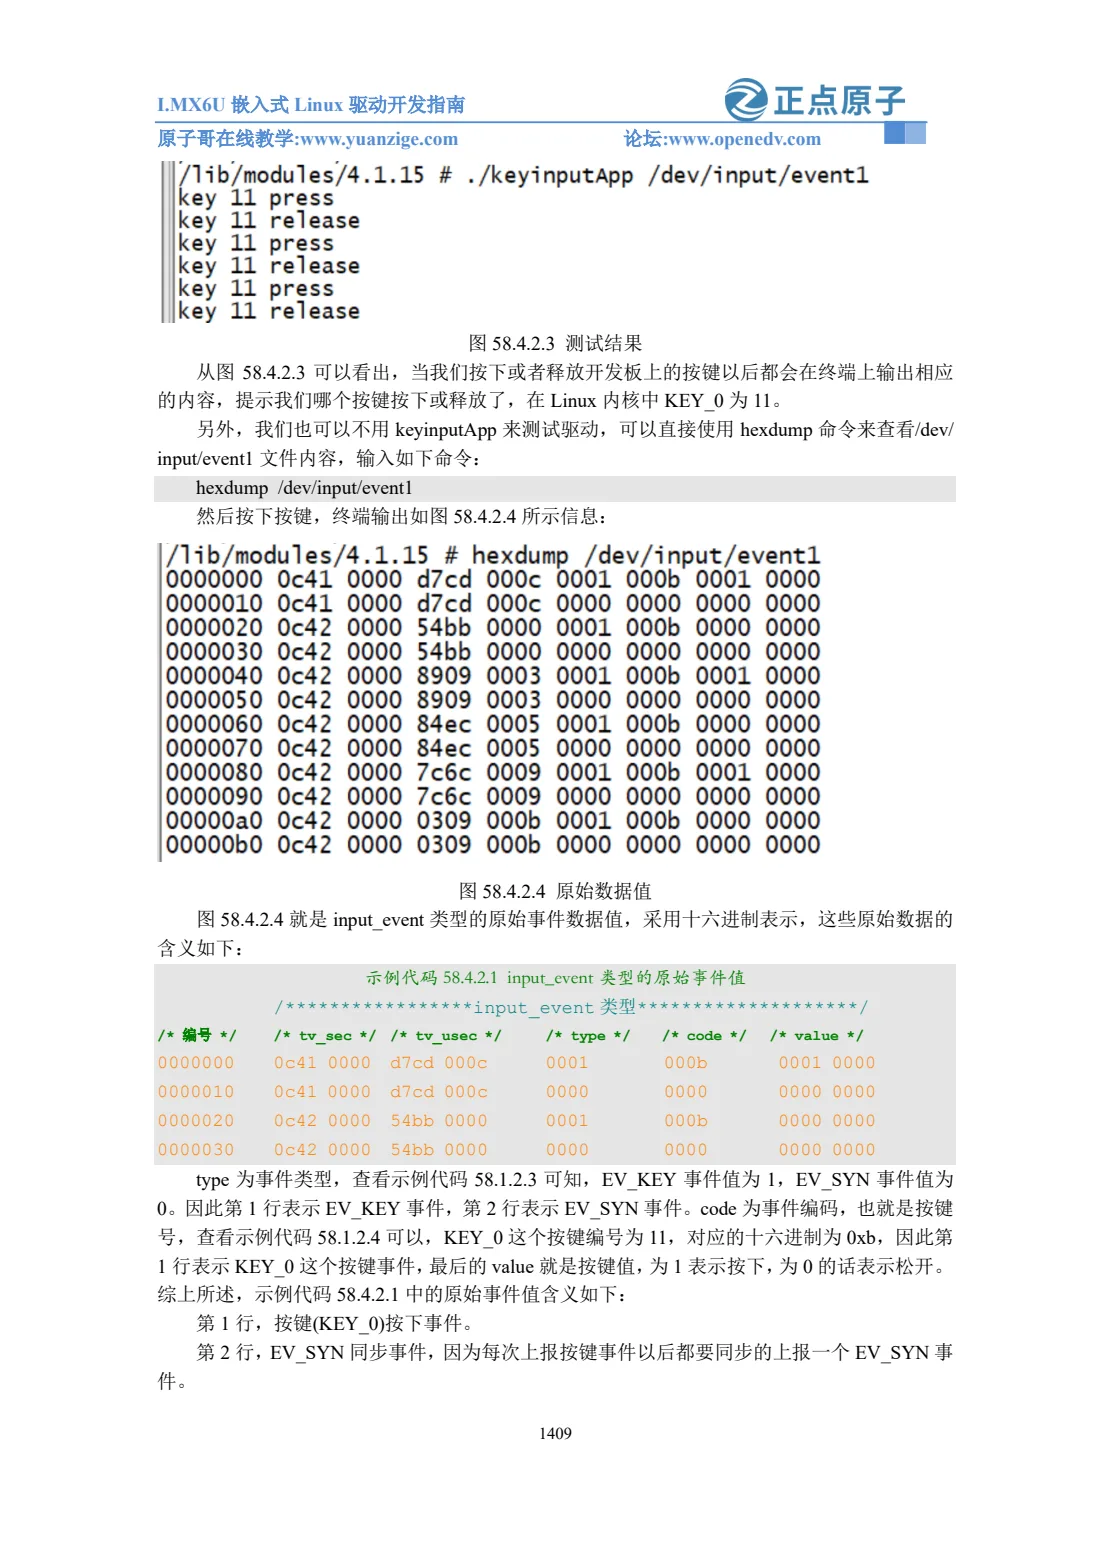 I.MX6U 嵌入式 Linux 驱动开发指南
正点原子
原子哥在线教学:www.yuanzige.com 论坛:www.openedv.com
/lib/modules/4.1.15 # ./keyinputApp /dev/input/event1
key 11 press
key 11 release
key 11 press
key 11 release
key 11 press
key 11 release
图 58.4.2.3 测试结果
从图 58.4.2.3 可以看出，当我们按下或者释放开发板上的按键以后都会在终端上输出相应
的内容，提示我们哪个按键按下或释放了，在 Linux 内核中 KEY_0 为 11。
另外，我们也可以不用 keyinputApp 来测试驱动，可以直接使用 hexdump 命令来查看/dev/
input/event1 文件内容，输入如下命令：
hexdump /dev/input/event1
然后按下按键，终端输出如图 58.4.2.4 所示信息：
/lib/modules/4.1.15 # hexdump /dev/input/event1
0000000 0c41 0000 d7cd 000c 0001 000b 0001 0000
0000010 0c41 0000 d7cd 000c 0000 0000 0000 0000
0000020 0c42 0000 54bb 0000 0001 000b 0000 0000
0000030 0c42 0000 54bb 0000 0000 0000 0000 0000
0000040 0c42 0000 8909 0003 0001 000b 0001 0000
0000050 0c42 0000 8909 0003 0000 0000 0000 0000
0000060 0c42 0000 84ec 0005 0001 000b 0000 0000
0000070 0c42 0000 84ec 0005 0000 0000 0000 0000
0000080 0c42 0000 7c6c 0009 0001 000b 0001 0000
0000090 0c42 0000 7c6c 0009 0000 0000 0000 0000
00000a0 0c42 0000 0309 000b 0001 000b 0000 0000
00000b0 0c42 0000 0309 000b 0000 0000 0000 0000
图 58.4.2.4 原始数据值
图 58.4.2.4 就是 input_event 类型的原始事件数据值，采用十六进制表示，这些原始数据的
含义如下：
示例代码 58.4.2.1 input_event 类型的原始事件值
/*****************input_event 类型********************/
/* 编号 */ /* tv_sec */ /* tv_usec */ /* type */ /* code */ /* value */
0000000 0c41 0000 d7cd 000c 0001 000b 0001 0000
0000010 0c41 0000 d7cd 000c 0000 0000 0000 0000
0000020 0c42 0000 54bb 0000 0001 000b 0000 0000
0000030 0c42 0000 54bb 0000 0000 0000 0000 0000
type 为事件类型，查看示例代码 58.1.2.3 可知，EV_KEY 事件值为 1，EV_SYN 事件值为
0。因此第 1 行表示 EV_KEY 事件，第 2 行表示 EV_SYN 事件。code 为事件编码，也就是按键
号，查看示例代码 58.1.2.4 可以，KEY_0 这个按键编号为 11，对应的十六进制为 0xb，因此第
1 行表示 KEY_0 这个按键事件，最后的 value 就是按键值，为 1 表示按下，为 0 的话表示松开。
综上所述，示例代码 58.4.2.1 中的原始事件值含义如下：
第 1 行，按键(KEY_0)按下事件。
第 2 行，EV_SYN 同步事件，因为每次上报按键事件以后都要同步的上报一个 EV_SYN 事
件。
1409